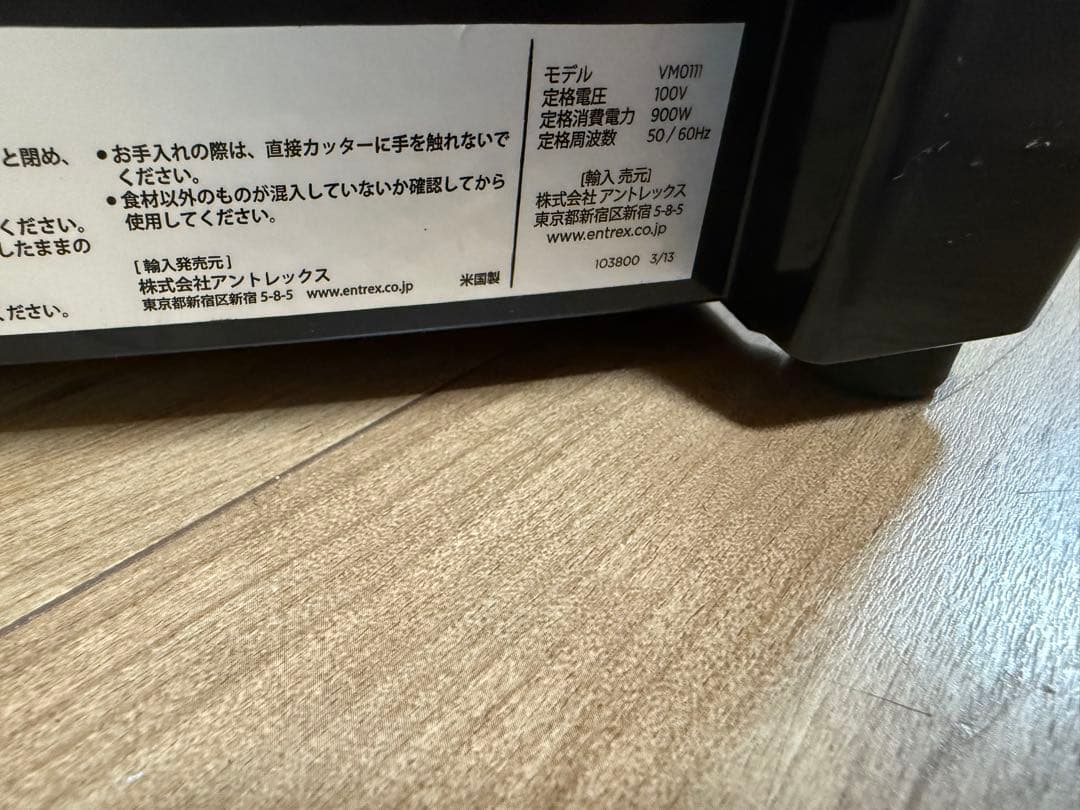 と閉め、
ください。
したままの
ください。
●お手入れの際は、直接カッターに手を触れないで
ください。
●食材以外のものが混入していないか確認してから
使用してください。
[輸入発売元]
株式会社アントレックス
東京都新宿区新宿 5-8-5 www.entrex.co.jp 米国製
モデル VM0111
定格電圧 100V
定格消費電力 900W
定格周波数 50 / 60Hz
[輸入 売元]
株式会社 アントレックス
東京都新宿区新宿 5-8-5
www.entrex.co.jp
103800 3/13